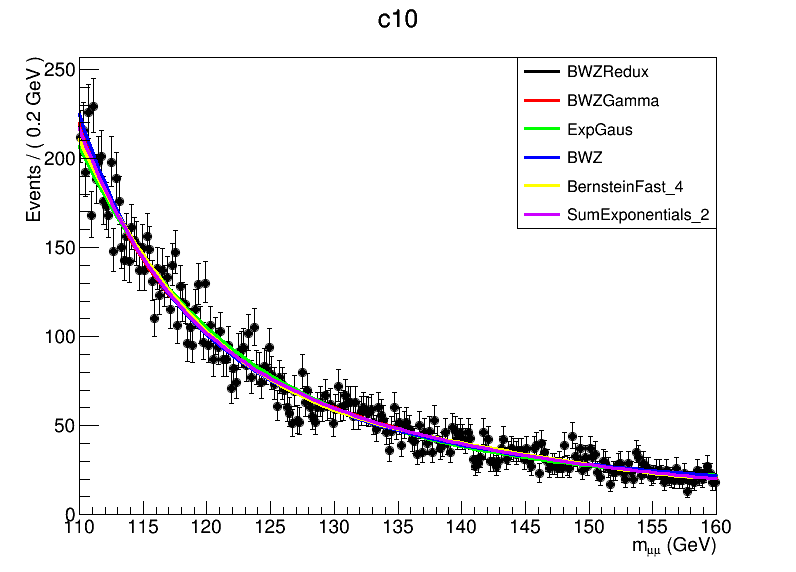 c10
Events / ( 0.2 GeV )
250
200
150
100
50
0
BWZRedux
BWZGamma
ExpGaus
BWZ
BernsteinFast_4
SumExponentials_2
110 115 120 125 130 135 140 145 150 155 160
mμμ (GeV)